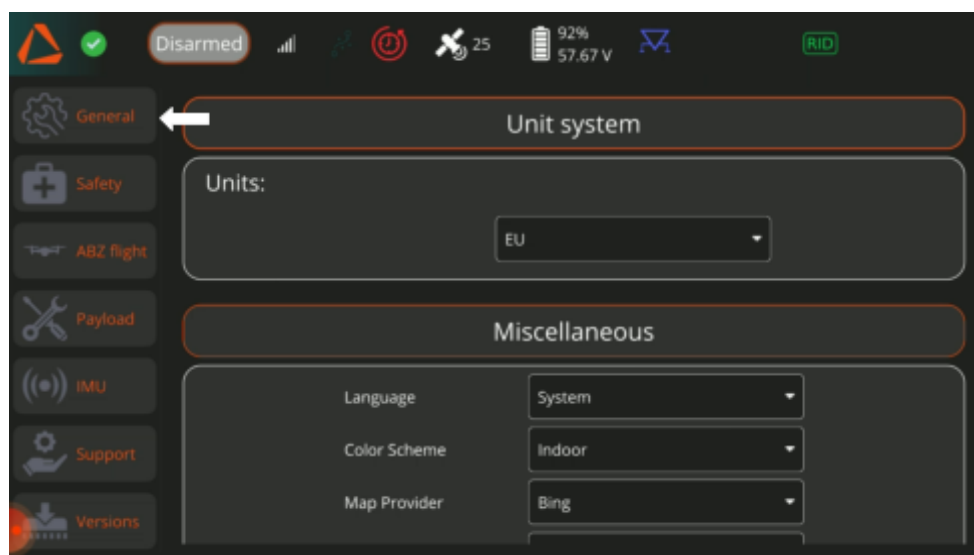 Disarmed
25
92%
57.67 V
RID
General
Safety
ABZ flight
Payload
IMU
Support
Versions
Unit system
Units:
EU
Miscellaneous
Language System
Color Scheme Indoor
Map Provider Bing